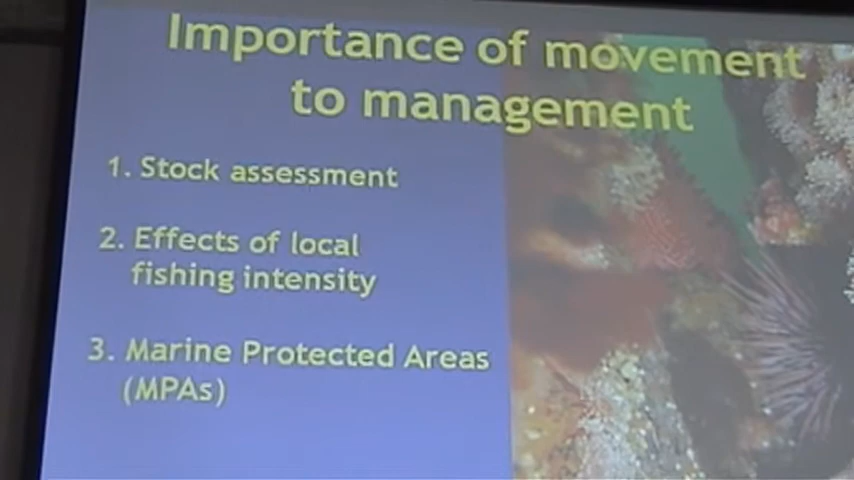 Importance of movement
to management
1. Stock assessment
2. Effects of local
fishing intensity
3. Marine Protected Areas
(MPAs)